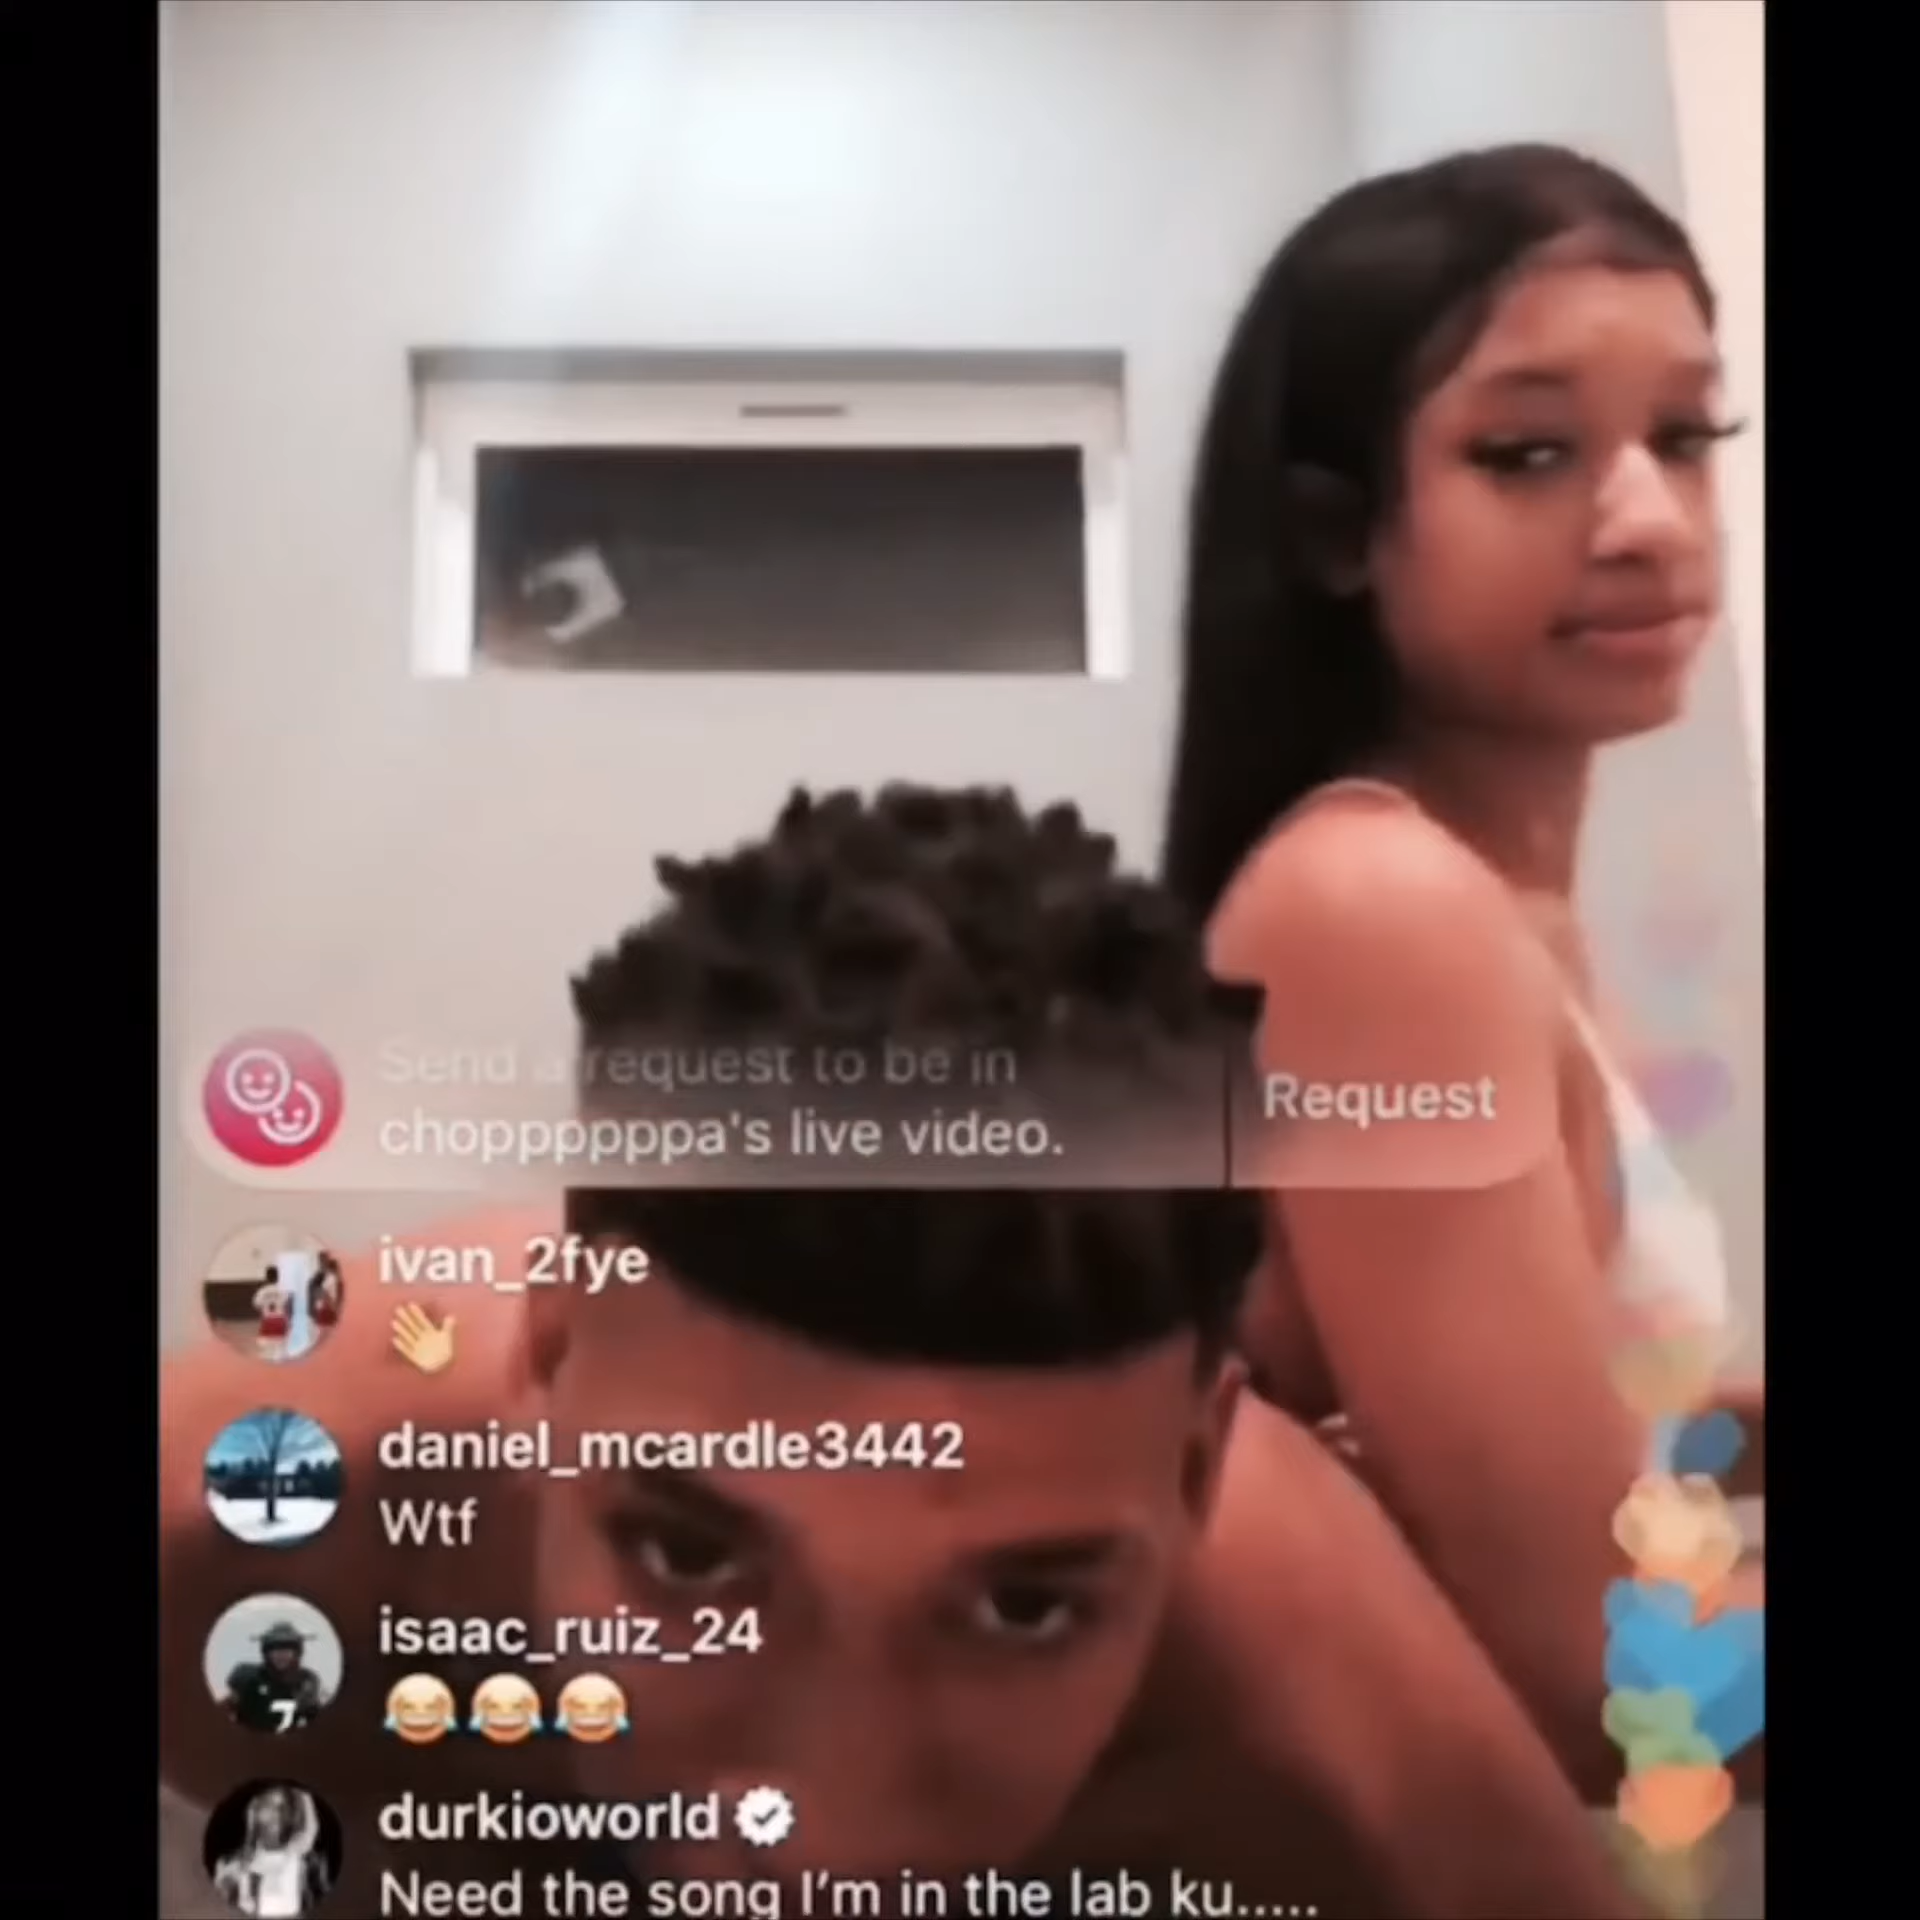 Send a request to be in
choppppppa's live video.
Request
ivan_2fye
👋
daniel_mcardle3442
Wtf
isaac_ruiz_24
😂😂😂
durkioworld
Need the song I’m in the lab ku.....